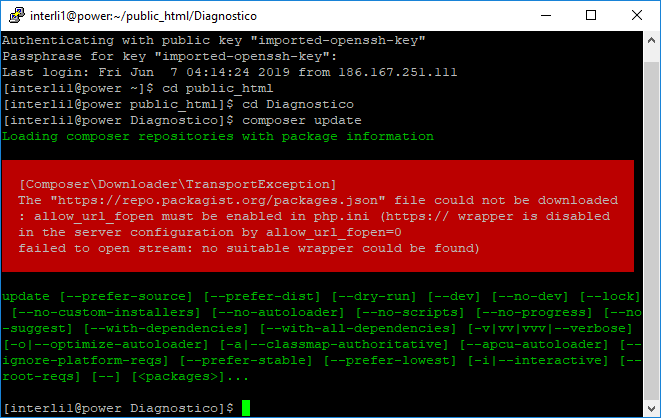 interli1@power:~/public_html/Diagnostico
Authenticating with public key "imported-openssh-key"
Passphrase for key "imported-openssh-key":
Last login: Fri Jun  7 04:14:24 2019 from 186.167.251.111
[interli1@power ~]$ cd public_html
[interli1@power public_html]$ cd Diagnostico
[interli1@power Diagnostico]$ composer update
Loading composer repositories with package information
[Composer\Downloader\TransportException]
The "https://repo.packagist.org/packages.json" file could not be downloaded
: allow_url_fopen must be enabled in php.ini (https:// wrapper is disabled
in the server configuration by allow_url_fopen=0
failed to open stream: no suitable wrapper could be found)
update [--prefer-source] [--prefer-dist] [--dry-run] [--dev] [--no-dev] [--lock]
[--no-custom-installers] [--no-autoloader] [--no-scripts] [--no-progress] [--no
-suggest] [--with-dependencies] [--with-all-dependencies] [-v|vv|vvv|--verbose]
[-o|--optimize-autoloader] [-a|--classmap-authoritative] [--apcu-autoloader] [--
ignore-platform-reqs] [--prefer-stable] [--prefer-lowest] [-i|--interactive] [--
root-reqs] [--] [<packages>]...
[interli1@power Diagnostico]$